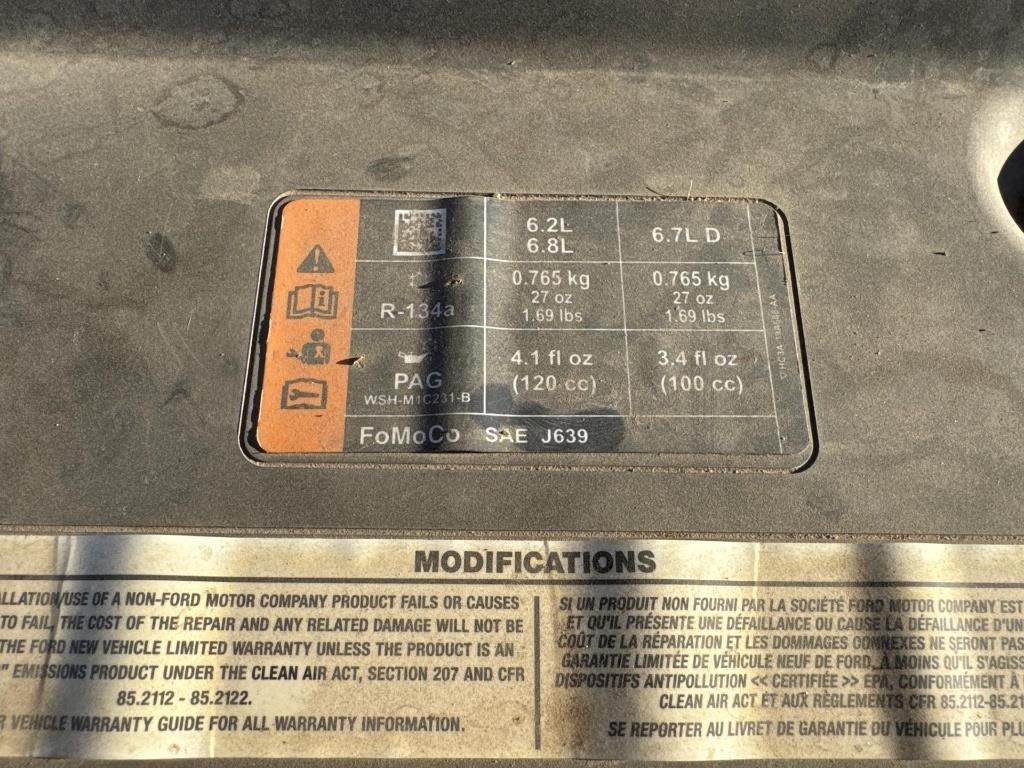 6.2L
6.8L
6.7L D
R-134a
0.765 kg
27 oz
1.69 lbs
0.765 kg
27 oz
1.69 lbs
PAG
WSH-M1C231-B
4.1 fl oz
(120 cc)
3.4 fl oz
(100 cc)
FoMoCo SAE J639
MODIFICATIONS
ALLATION/USE OF A NON-FORD MOTOR COMPANY PRODUCT FAILS OR CAUSES
TO FAIL, THE COST OF THE REPAIR AND ANY RELATED DAMAGE WILL NOT BE
THE FORD NEW VEHICLE LIMITED WARRANTY UNLESS THE PRODUCT IS AN
" EMISSIONS PRODUCT UNDER THE CLEAN AIR ACT, SECTION 207 AND CFR
85.2112 - 85.2122.
R VEHICLE WARRANTY GUIDE FOR ALL WARRANTY INFORMATION.
SI UN PRODUIT NON FOURNI PAR LA SOCIÉTÉ FORD MOTOR COMPANY EST
ET QU'IL PRÉSENTE UNE DÉFAILLANCE OU CAUSE LA DÉFAILLANCE D'UN
COÛT DE LA RÉPARATION ET LES DOMMAGES CONNEXES NE SERONT PAS
GARANTIE LIMITÉE DE VÉHICULE NEUF DE FORD, À MOINS QU'IL S'AGISS
DISPOSITIFS ANTIPOLLUTION << CERTIFIÉE >> EPA, CONFORMÉMENT À
CLEAN AIR ACT ET AUX RÈGLEMENTS CFR 85.2112-85.21
SE REPORTER AU LIVRET DE GARANTIE DU VÉHICULE POUR PLU